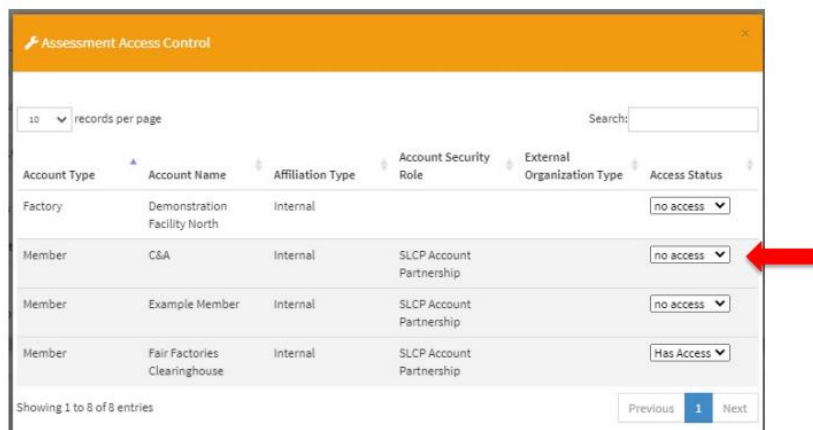 Assessment Access Control
×
10 records per page
Search:
Account Type Account Name Affiliation Type Account Security Role External Organization Type Access Status
Factory Demonstration Facility North Internal no access
Member C&A Internal SLCP Account Partnership no access
Member Example Member Internal SLCP Account Partnership no access
Member Fair Factories Clearinghouse Internal SLCP Account Partnership Has Access
Showing 1 to 8 of 8 entries
Previous 1 Next